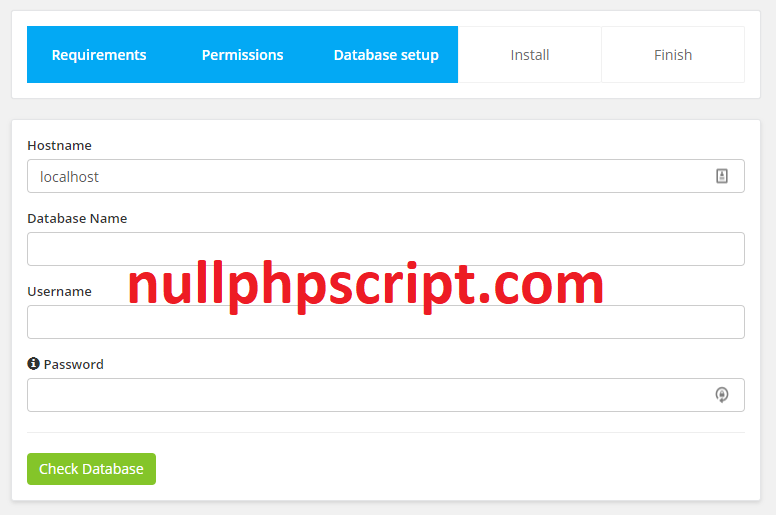 Requirements Permissions Database setup Install Finish
Hostname
localhost
Database Name
nullphpscript.com
Username
Password
Check Database